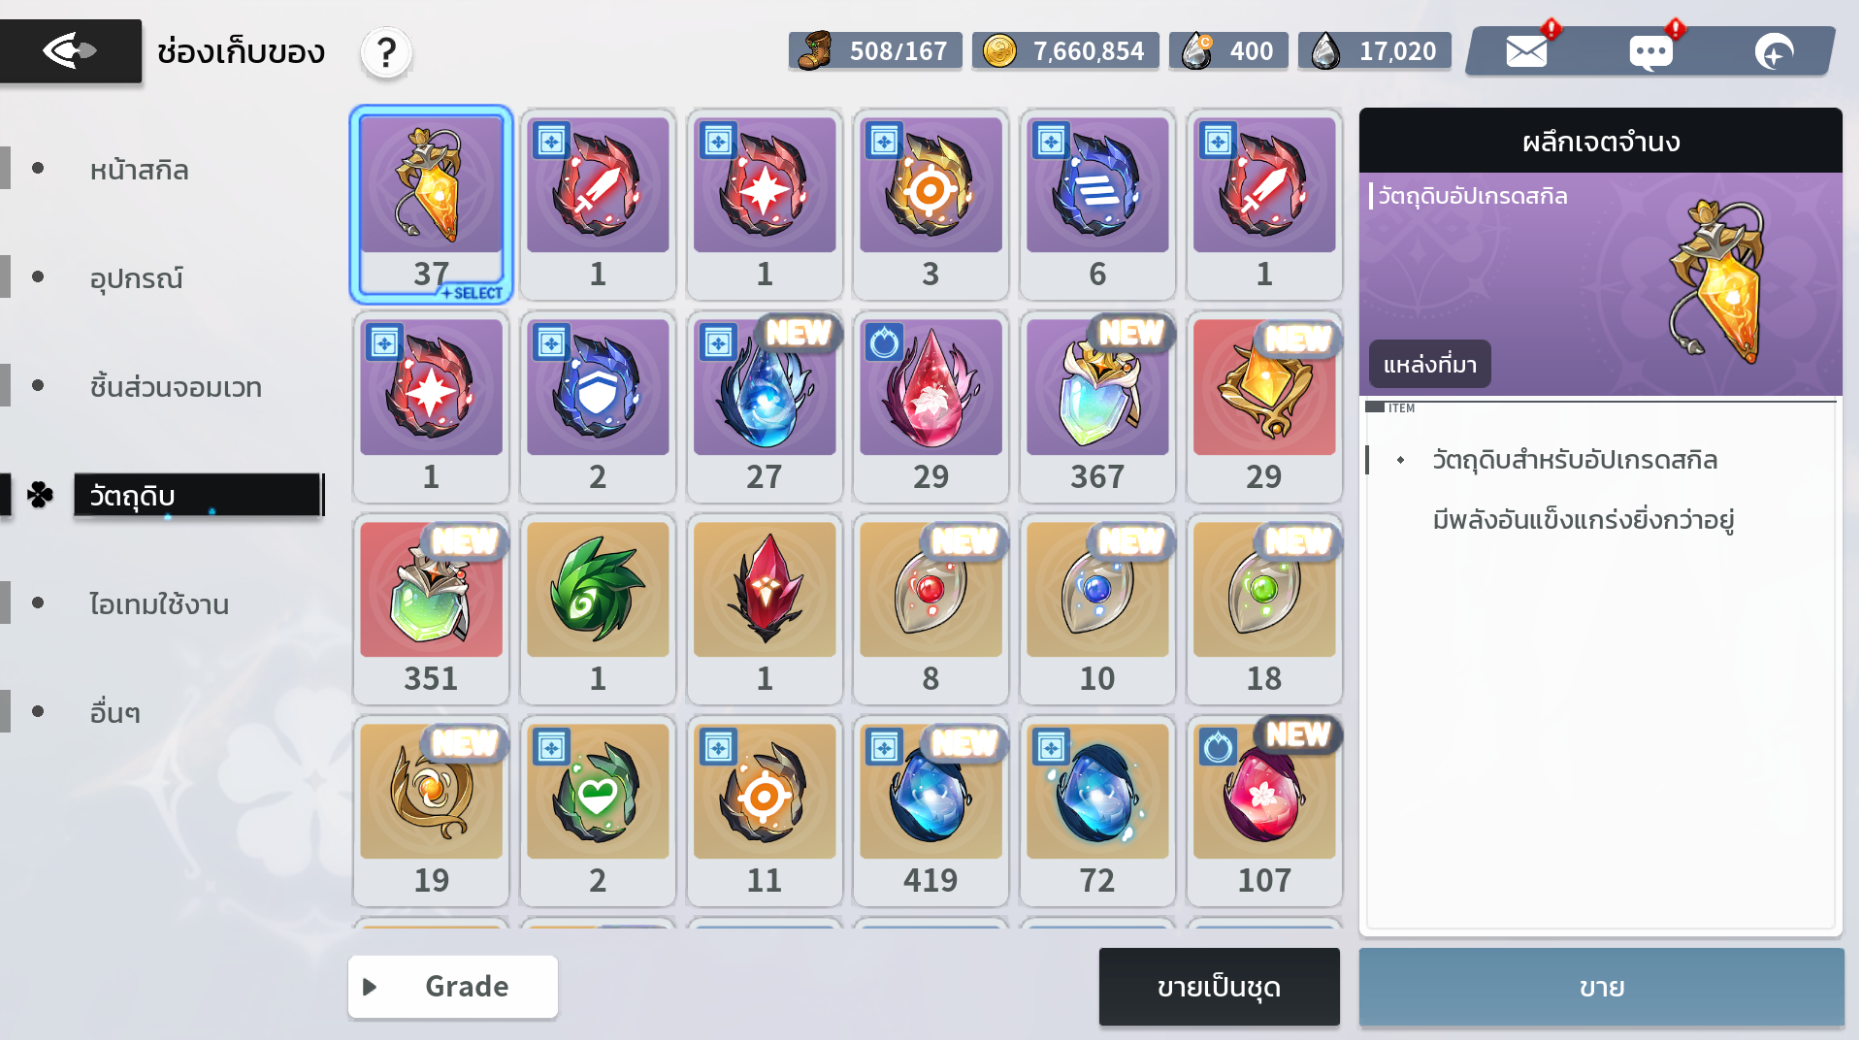 ช่องเก็บของ
?
508/167
7,660,854
C
400
17,020
หน้าสกิล
อุปกรณ์
ชิ้นส่วนจอมเวท
วัตถุดิบ
ไอเทมใช้งาน
อื่นๆ
37
SELECT
1
1
3
6
1
1
2
NEW
27
29
NEW
367
NEW
29
NEW
351
1
1
NEW
8
NEW
10
NEW
18
NEW
19
2
11
NEW
419
72
NEW
107
ผลึกเจตจำนง
วัตถุดิบอัปเกรดสกิล
แหล่งที่มา
ITEM
วัตถุดิบสำหรับอัปเกรดสกิล
มีพลังอันแข็งแกร่งยิ่งกว่าอยู่
Grade
ขายเป็นชุด
ขาย